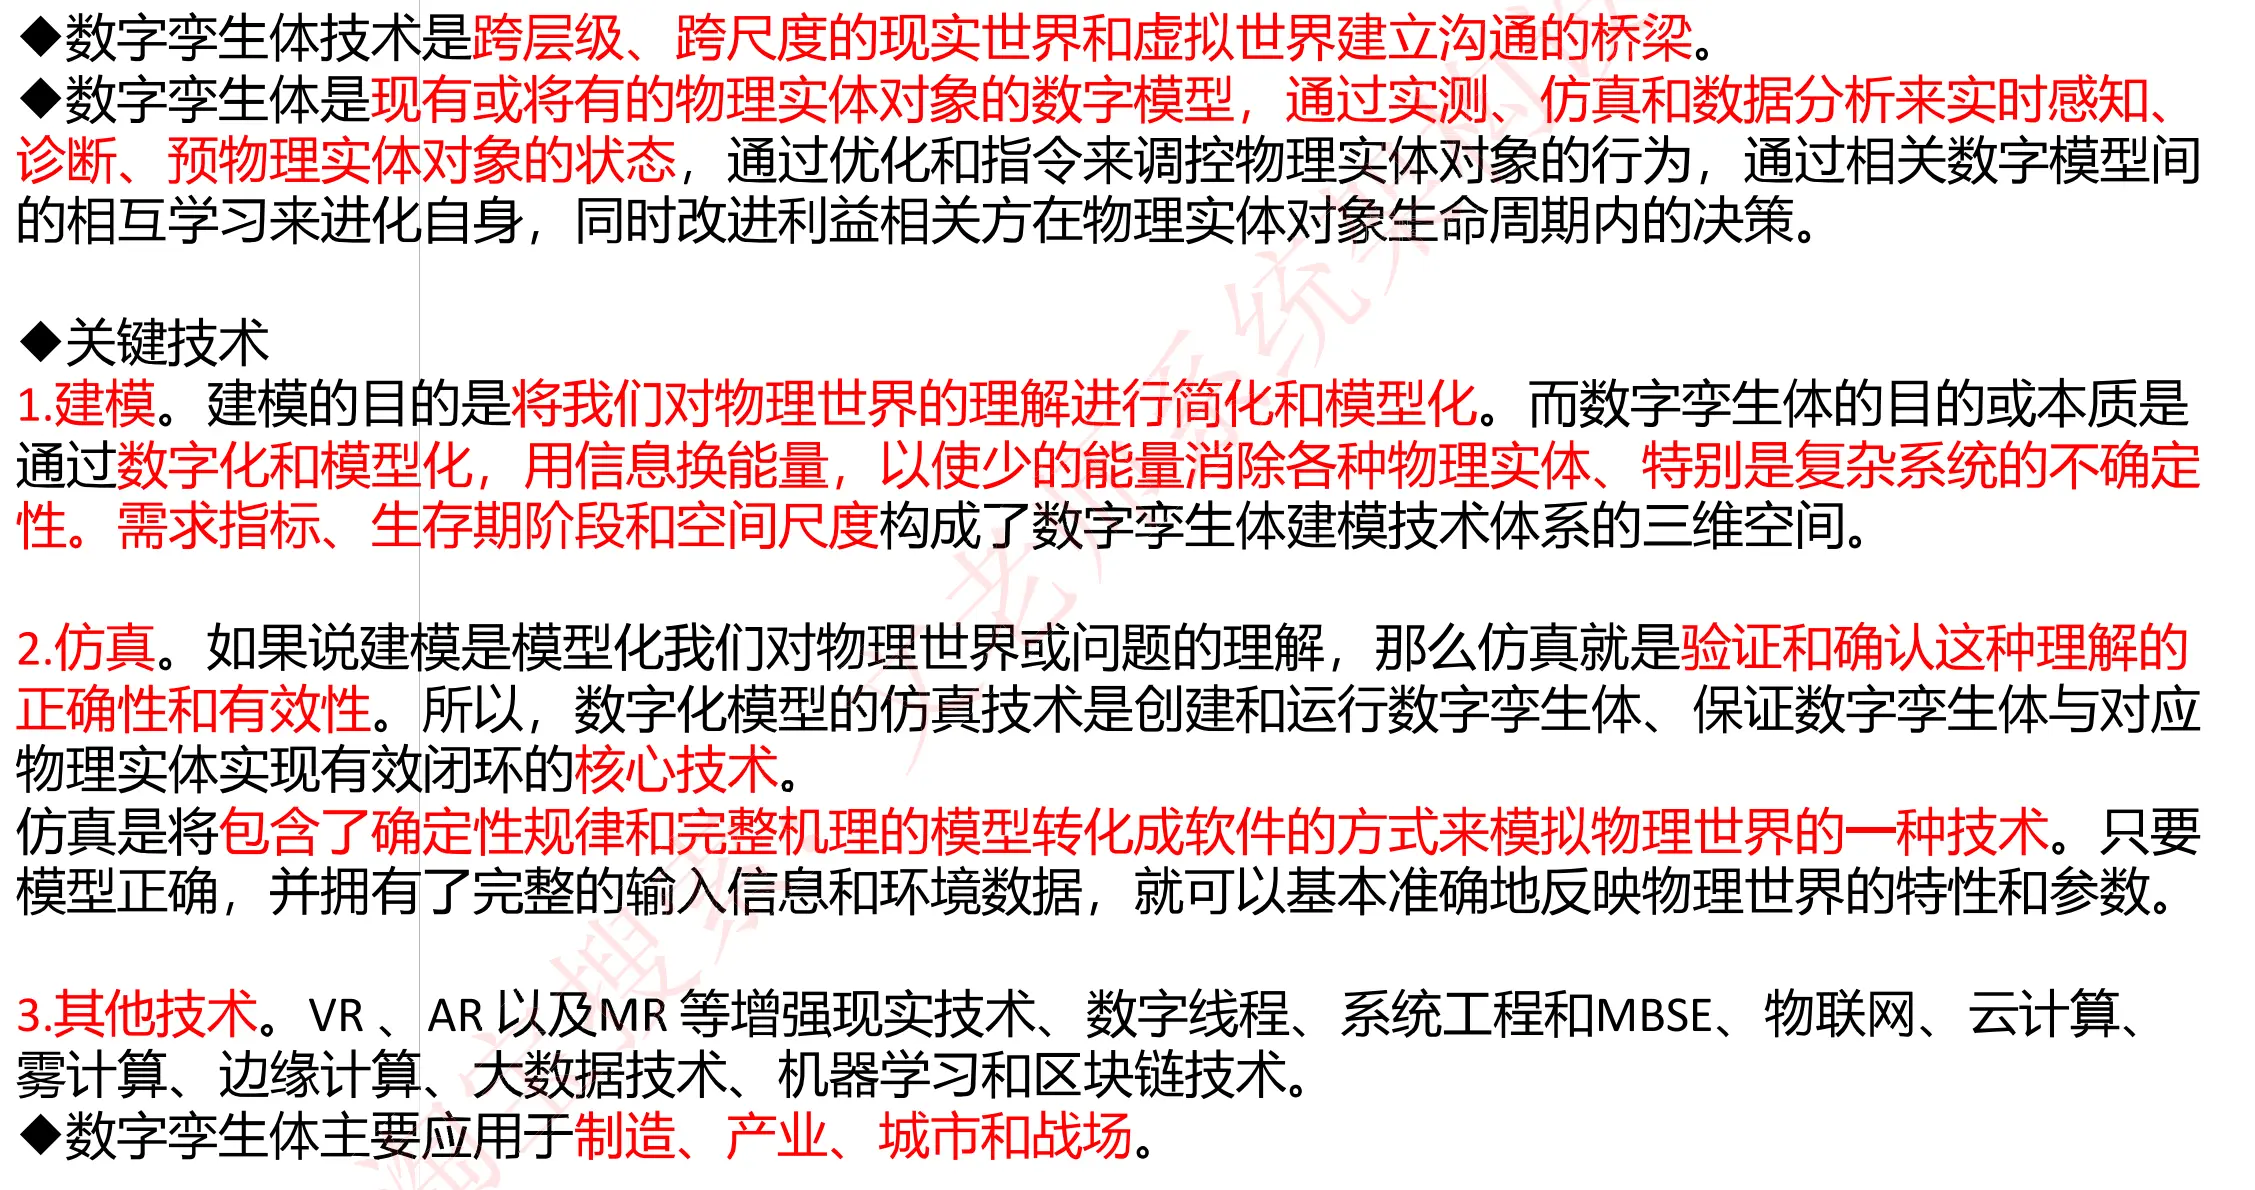 ◆数字孪生体技术是跨层级、跨尺度的现实世界和虚拟世界建立沟通的桥梁。
◆数字孪生体是现有或将有的物理实体对象的数字模型，通过实测、仿真和数据分析来实时感知、
诊断、预物理实体对象的状态，通过优化和指令来调控物理实体对象的行为，通过相关数字模型间
的相互学习来进化自身，同时改进利益相关方在物理实体对象生命周期内的决策。
◆关键技术
1.建模。建模的目的是将我们对物理世界的理解进行简化和模型化。而数字孪生体的目的或本质是
通过数字化和模型化，用信息换能量，以使少的能量消除各种物理实体、特别是复杂系统的不确定
性。需求指标、生存期阶段和空间尺度构成了数字孪生体建模技术体系的三维空间。
2.仿真。如果说建模是模型化我们对物理世界或问题的理解，那么仿真就是验证和确认这种理解的
正确性和有效性。所以，数字化模型的仿真技术是创建和运行数字孪生体、保证数字孪生体与对应
物理实体实现有效闭环的核心技术。
仿真是将包含了确定性规律和完整机理的模型转化成软件的方式来模拟物理世界的一种技术。只要
模型正确，并拥有了完整的输入信息和环境数据，就可以基本准确地反映物理世界的特性和参数。
3.其他技术。VR 、AR 以及MR 等增强现实技术、数字线程、系统工程和MBSE、物联网、云计算、
雾计算、边缘计算、大数据技术、机器学习和区块链技术。
◆数字孪生体主要应用于制造、产业、城市和战场。
淘宝搜索：文老师系统架构